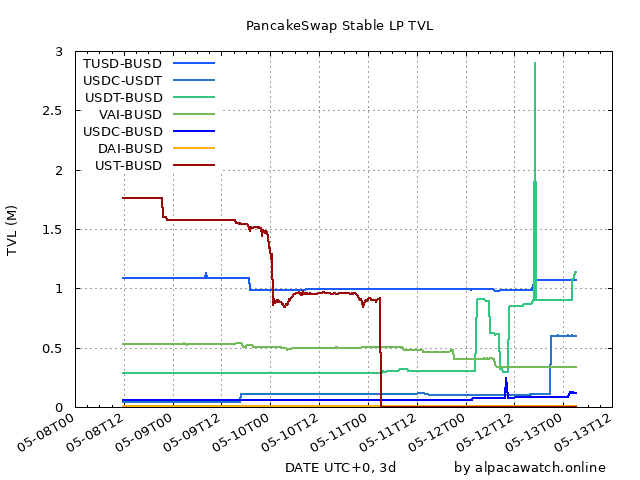 PancakeSwap Stable LP TVL
3
2.5
2
1.5
1
0.5
0
TVL (M)
TUSD-BUSD
USDC-USDT
USDT-BUSD
VAI-BUSD
USDC-BUSD
DAI-BUSD
UST-BUSD
05-08T00
05-08T12
05-09T00
05-09T12
05-10T00
05-10T12
05-11T00
05-11T12
05-12T00
05-12T12
05-13T00
05-13T12
DATE UTC+0, 3d
by alpacawatch.online